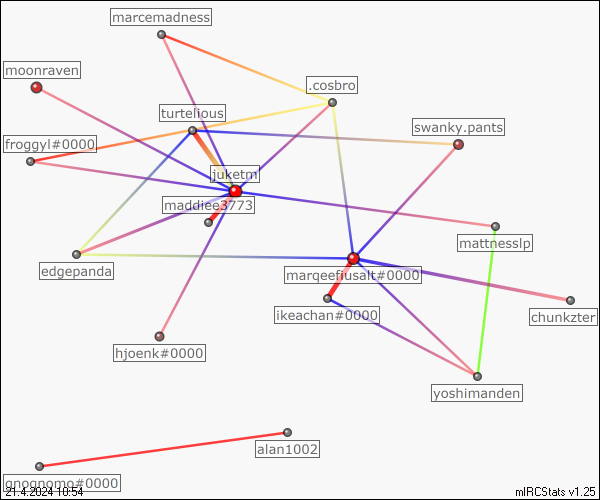 marcemadness
moonraven
.cosbro
turtelious
swanky.pants
froggyl#0000
juketm
maddiee3773
mattnesslp
edgepanda
marqeefiusalt#0000
ikeachan#0000
chunkzter
hjoenk#0000
yoshimanden
alan1002
gnognomo#0000
21.4.2024 10:54
mIRCStats v1.25